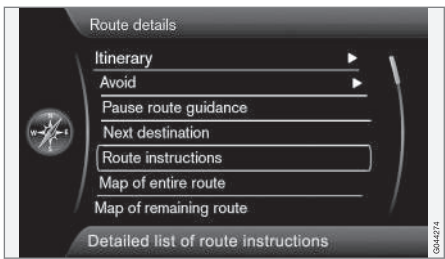 Route details
Itinerary
Avoid
Pause route guidance
Next destination
Route instructions
Map of entire route
Map of remaining route
Detailed list of route instructions
G044274